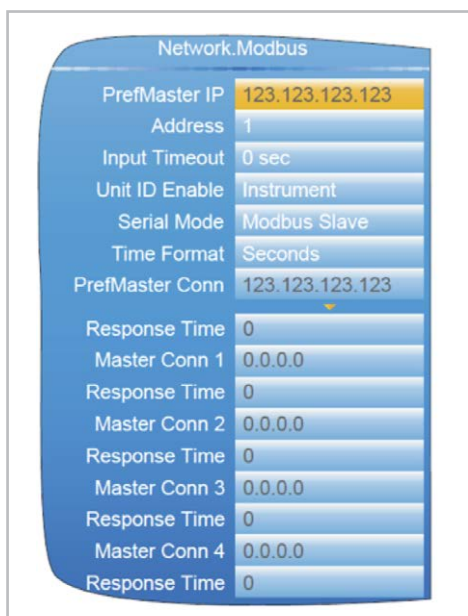 Network.Modbus
PrefMaster IP 123.123.123.123
Address 1
Input Timeout 0 sec
Unit ID Enable Instrument
Serial Mode Modbus Slave
Time Format Seconds
PrefMaster Conn 123.123.123.123
Response Time 0
Master Conn 1 0.0.0.0
Response Time 0
Master Conn 2 0.0.0.0
Response Time 0
Master Conn 3 0.0.0.0
Response Time 0
Master Conn 4 0.0.0.0
Response Time 0